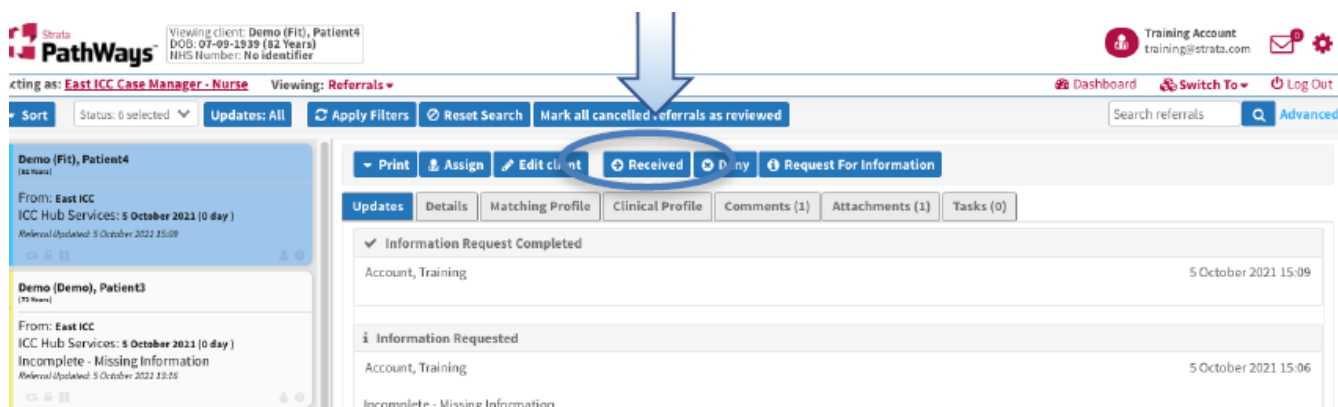 Strata
PathWays
Viewing client: Demo (Fit), Patient4
DOB: 07-09-1939 (82 Years)
NHS Number: No identifier
Training Account
training@strata.com
0
cting as: East ICC Case Manager - Nurse Viewing: Referrals
Dashboard Switch To Log Out
Sort Status: 6 selected Updates: All Apply Filters Reset Search Mark all cancelled referrals as reviewed
Search referrals Advanced
Demo (Fit), Patient4
(82 Years)
From: East ICC
ICC Hub Services: 5 October 2021 (0 day )
Referral Updated: 5 October 2021 15:09
Demo (Demo), Patient3
(73 Years)
From: East ICC
ICC Hub Services: 5 October 2021 (0 day )
Incomplete - Missing Information
Referral Updated: 5 October 2021 13:16
Print Assign Edit client Received Deny Request For Information
Updates Details Matching Profile Clinical Profile Comments (1) Attachments (1) Tasks (0)
Information Request Completed
Account, Training 5 October 2021 15:09
Information Requested
Account, Training 5 October 2021 15:06
Incomplete - Missing Information